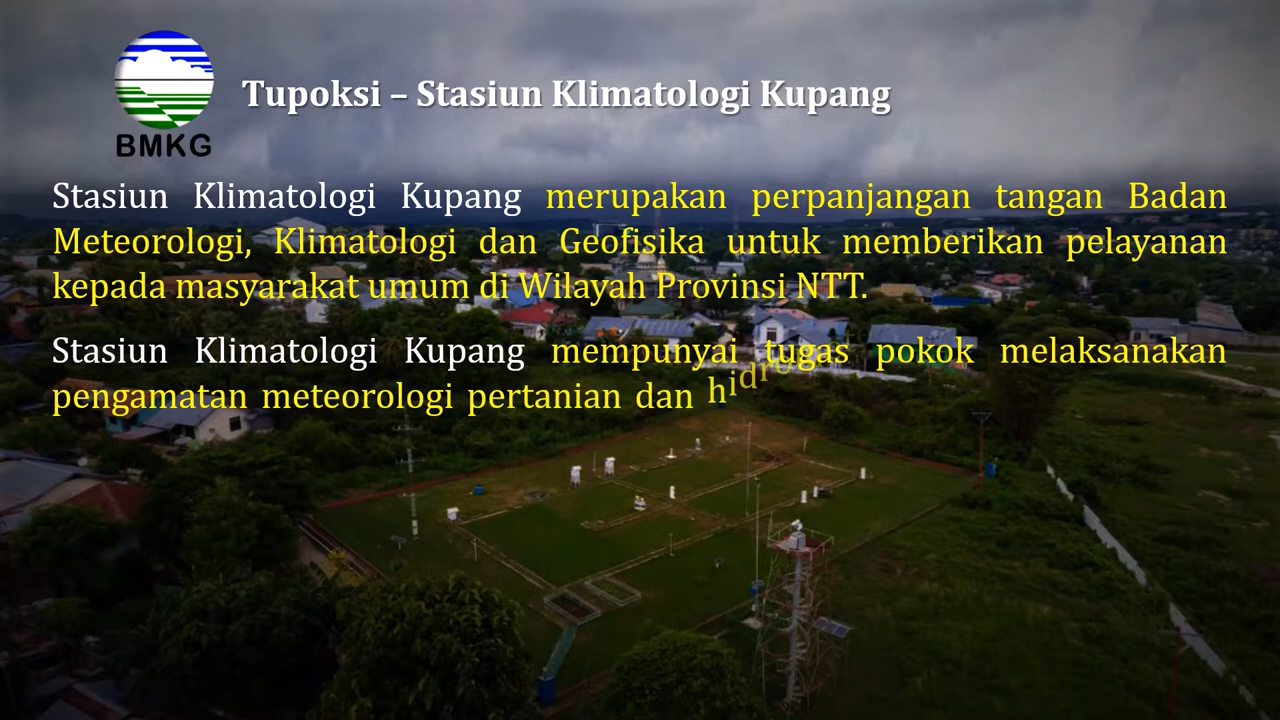 BMKG
Tupoksi – Stasiun Klimatologi Kupang
Stasiun Klimatologi Kupang merupakan perpanjangan tangan Badan
Meteorologi, Klimatologi dan Geofisika untuk memberikan pelayanan
kepada masyarakat umum di Wilayah Provinsi NTT.
Stasiun Klimatologi Kupang mempunyai tugas pokok melaksanakan
pengamatan meteorologi pertanian dan hidro